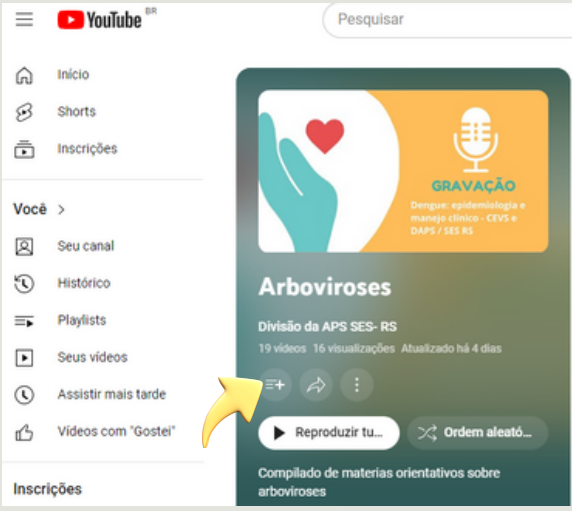 YouTube BR
Pesquisar
Início
Shorts
Inscrições
Você >
Seu canal
Histórico
Playlists
Seus vídeos
Assistir mais tarde
Vídeos com "Gostei"
Inscrições
GRAVAÇÃO
Dengue: epidemiologia e
manejo clínico - CEVS e
DAPS / SES RS
Arboviroses
Divisão da APS SES- RS
19 vídeos 16 visualizações Atualizado há 4 dias
Reproduzir tu...
Ordem aleató...
Compilado de materias orientativos sobre
arboviroses